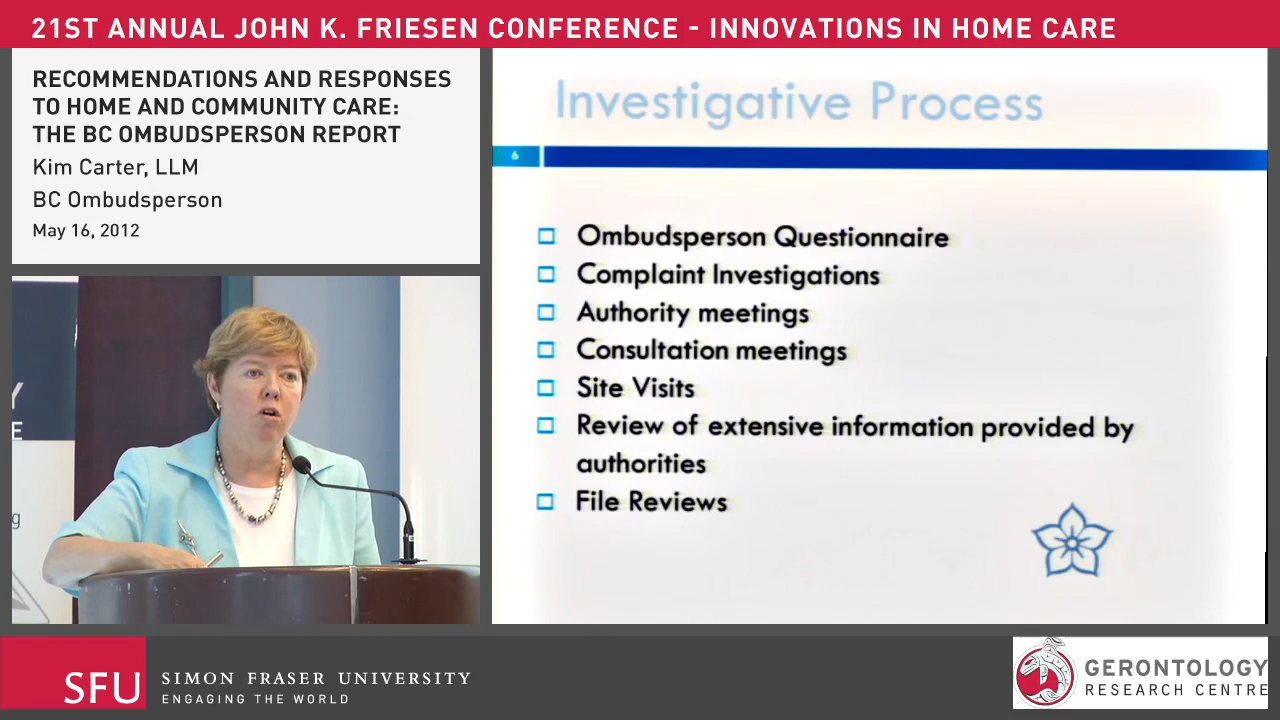 21ST ANNUAL JOHN K. FRIESEN CONFERENCE - INNOVATIONS IN HOME CARE
RECOMMENDATIONS AND RESPONSES
TO HOME AND COMMUNITY CARE:
THE BC OMBUDSPERSON REPORT
Kim Carter, LLM
BC Ombudsperson
May 16, 2012
Y
E
g
Investigative Process
6
Ombudsperson Questionnaire
Complaint Investigations
Authority meetings
Consultation meetings
Site Visits
Review of extensive information provided by
authorities
File Reviews
SFU
SIMON FRASER UNIVERSITY
ENGAGING THE WORLD
GERONTOLOGY
RESEARCH CENTRE